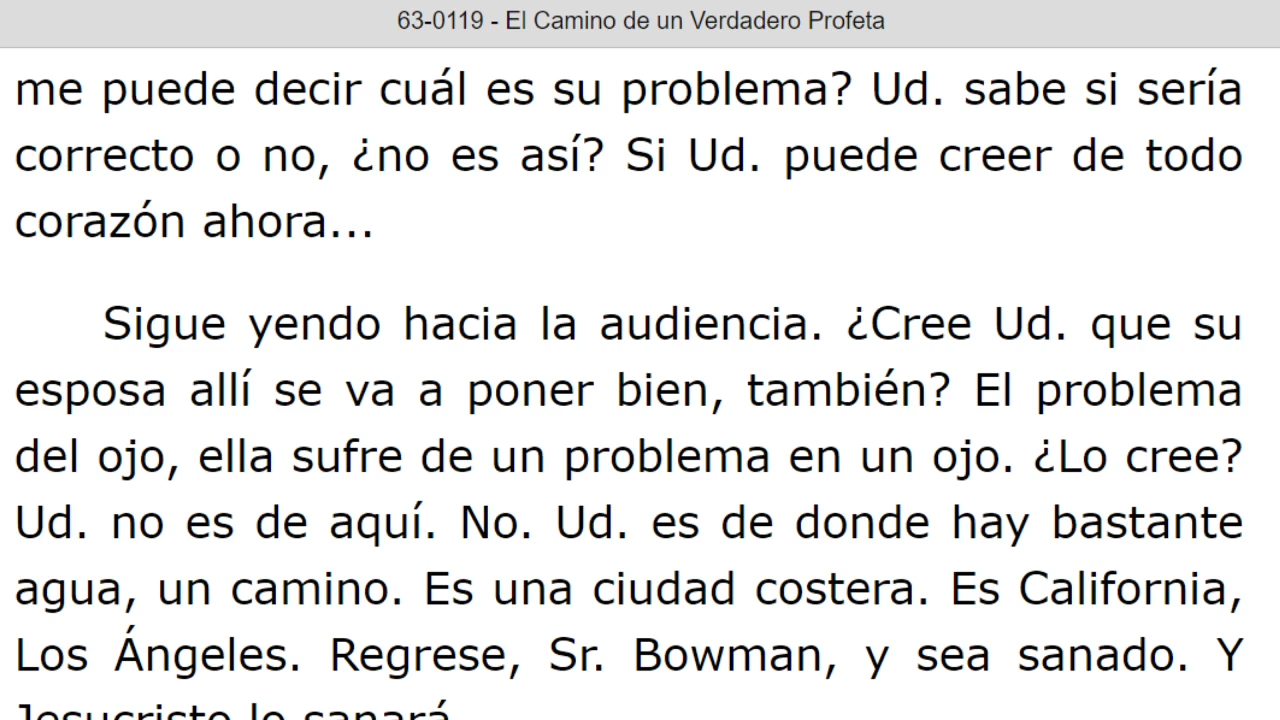 63-0119 - El Camino de un Verdadero Profeta
me puede decir cuál es su problema? Ud. sabe si sería
correcto o no, ¿no es así? Si Ud. puede creer de todo
corazón ahora...
Sigue yendo hacia la audiencia. ¿Cree Ud. que su
esposa allí se va a poner bien, también? El problema
del ojo, ella sufre de un problema en un ojo. ¿Lo cree?
Ud. no es de aquí. No. Ud. es de donde hay bastante
agua, un camino. Es una ciudad costera. Es California,
Los Ángeles. Regrese, Sr. Bowman, y sea sanado. Y
Jesucristo lo sanará